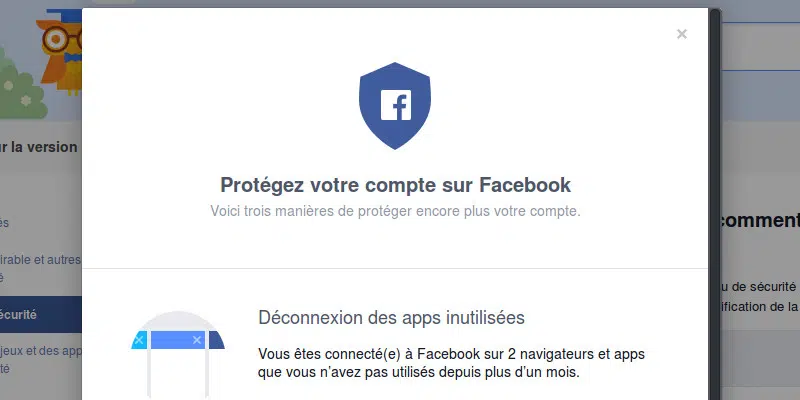 Protégez votre compte sur Facebook
Voici trois manières de protéger encore plus votre compte.
r la version
és
irable et autres
é
écurité
jeux et des app
té
comment
u de sécurité
ification de la
Déconnexion des apps inutilisées
Vous êtes connecté(e) à Facebook sur 2 navigateurs et apps
que vous n’avez pas utilisés depuis plus d’un mois.